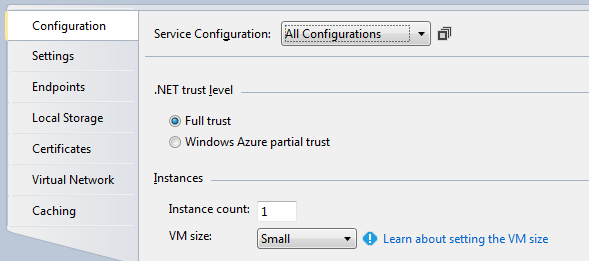 Configuration
Settings
Endpoints
Local Storage
Certificates
Virtual Network
Caching
Service Configuration: All Configurations
.NET trust level
Full trust
Windows Azure partial trust
Instances
Instance count: 1
VM size: Small Learn about setting the VM size